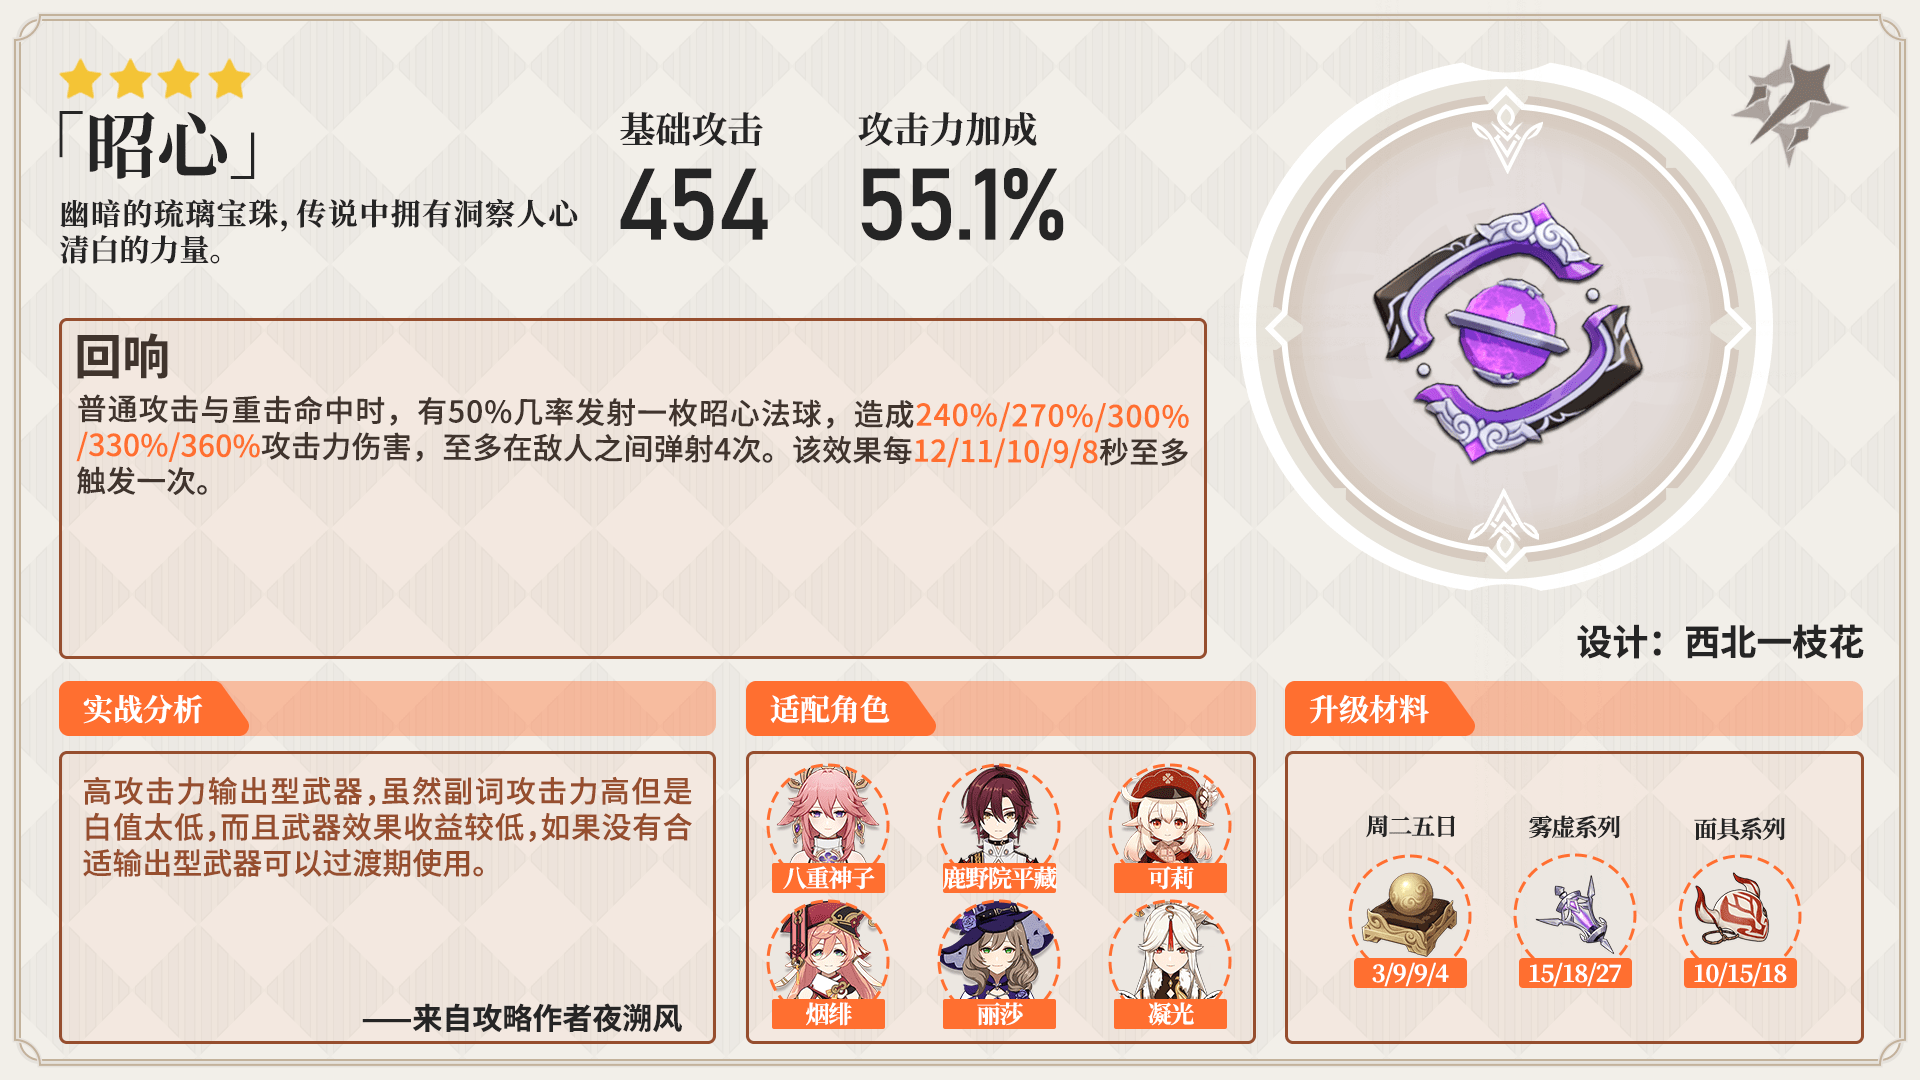 「昭心」
幽暗的琉璃宝珠，传说中拥有洞察人心
清白的力量。
基础攻击
454
攻击力加成
55.1%
回响
普通攻击与重击命中时，有50%几率发射一枚昭心法球，造成240%/270%/300%
/330%/360%攻击力伤害，至多在敌人之间弹射4次。该效果每12/11/10/9/8秒至多
触发一次。
设计：西北一枝花
实战分析
高攻击力输出型武器，虽然副词攻击力高但是
白值太低，而且武器效果收益较低，如果没有合
适输出型武器可以过渡期使用。
——来自攻略作者夜溯风
适配角色
八重神子
鹿野院平藏
可莉
烟绯
丽莎
凝光
升级材料
周二五日
雾虚系列
面具系列
3/9/9/4
15/18/27
10/15/18